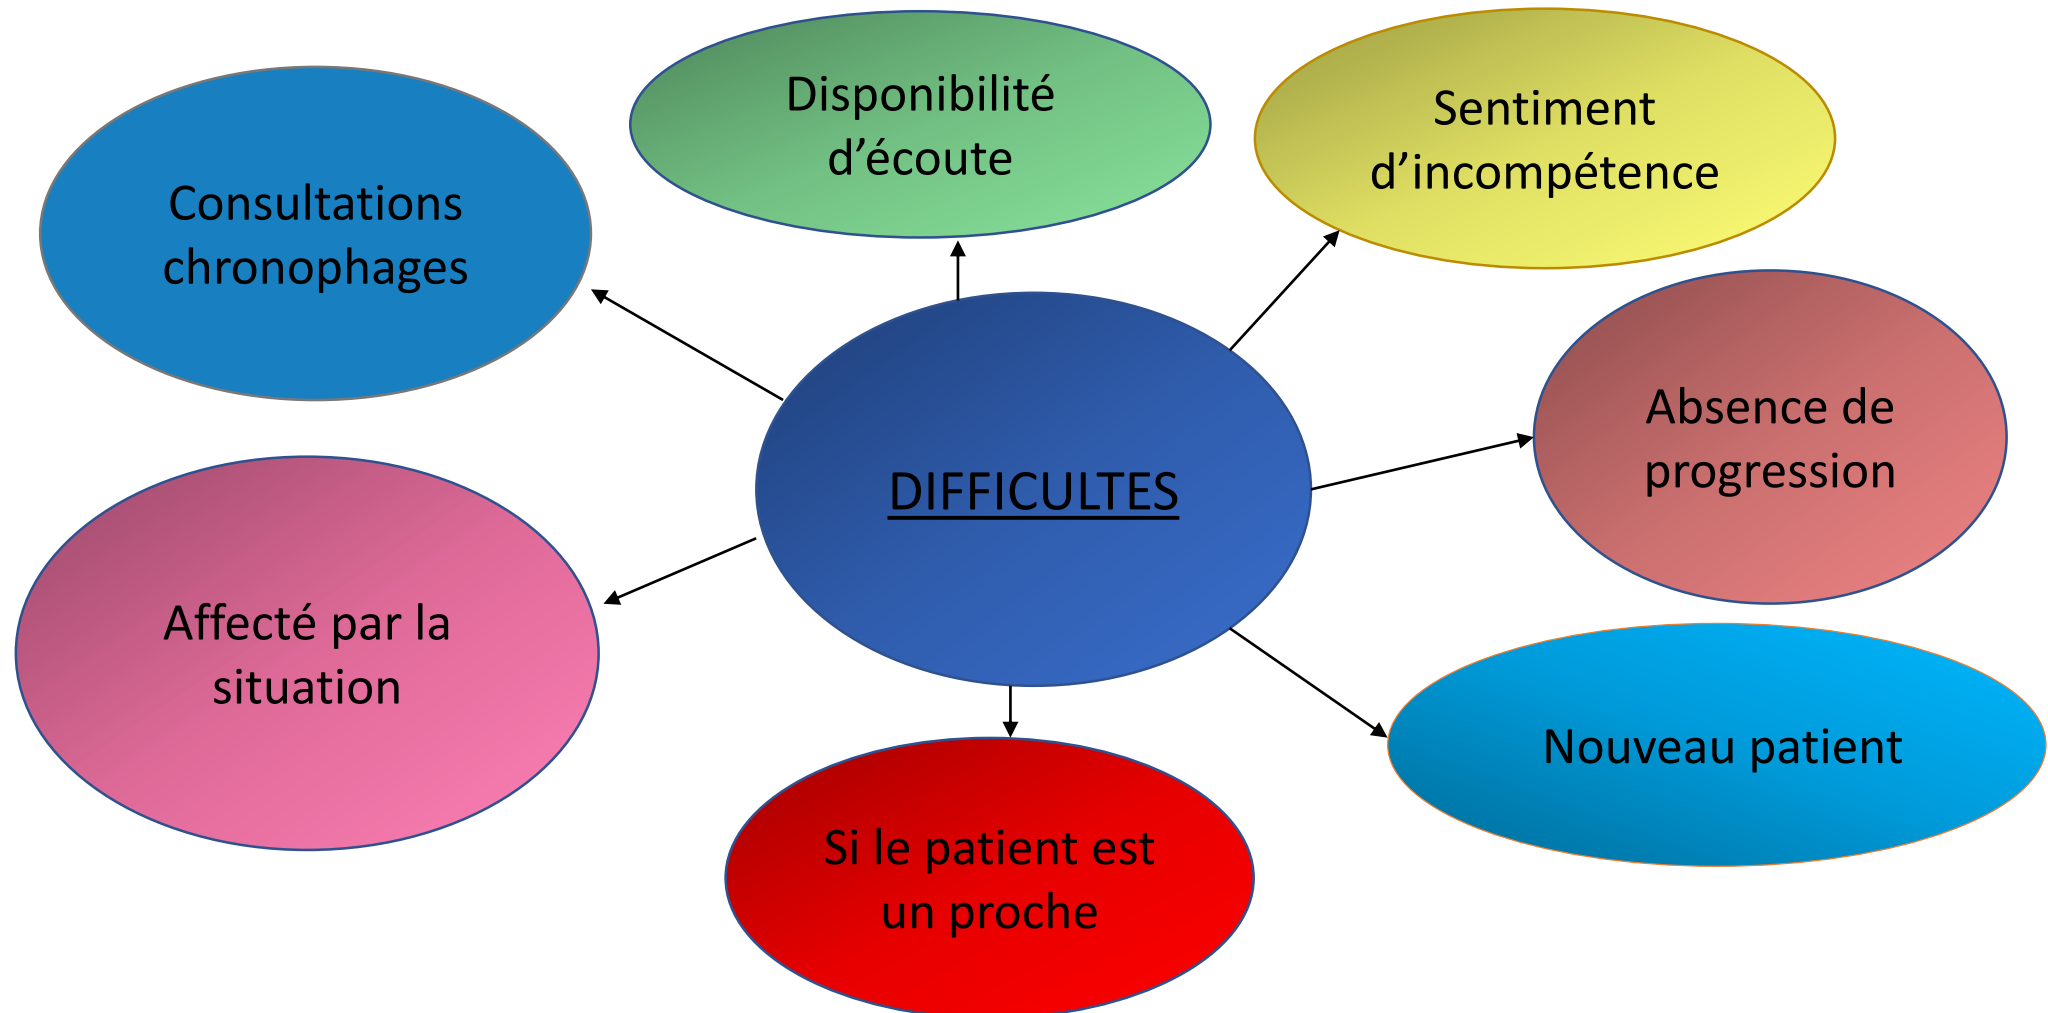 Disponibilité
d’écoute
Sentiment
d’incompétence
Consultations
chronophages
Absence de
progression
DIFFICULTES
Affecté par la
situation
Nouveau patient
Si le patient est
un proche